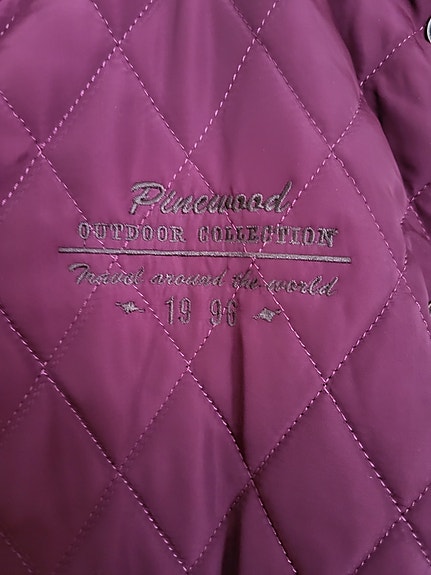 Pinewood
OUTDOOR COLLECTION
Travel around the world
19 96